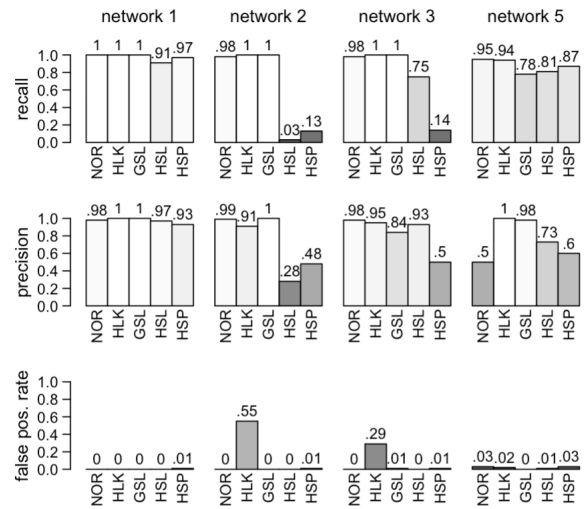 network 1 network 2 network 3 network 5
recall
1.0 0.8 0.6 0.4 0.2 0.0
1 1 1 .91 .97
.98 1 1 .03 .13
.98 1 1 .75 .14
.95 .94 .78 .81 .87
NOR HLK GSL HSL HSP NOR HLK GSL HSL HSP NOR HLK GSL HSL HSP NOR HLK GSL HSL HSP
precision
1.0 0.8 0.6 0.4 0.2 0.0
.98 1 1 .97 .93
.99 .91 1 .28 .48
.98 .95 .84 .93 .5
.5 1 .98 .73 .6
NOR HLK GSL HSL HSP NOR HLK GSL HSL HSP NOR HLK GSL HSL HSP NOR HLK GSL HSL HSP
false pos. rate
1.0 0.8 0.6 0.4 0.2 0.0
0 0 0 0 .01
0 .55 0 0 .01
0 .29 .01 0 .01
.03 .02 0 .01 .03
NOR HLK GSL HSL HSP NOR HLK GSL HSL HSP NOR HLK GSL HSL HSP NOR HLK GSL HSL HSP